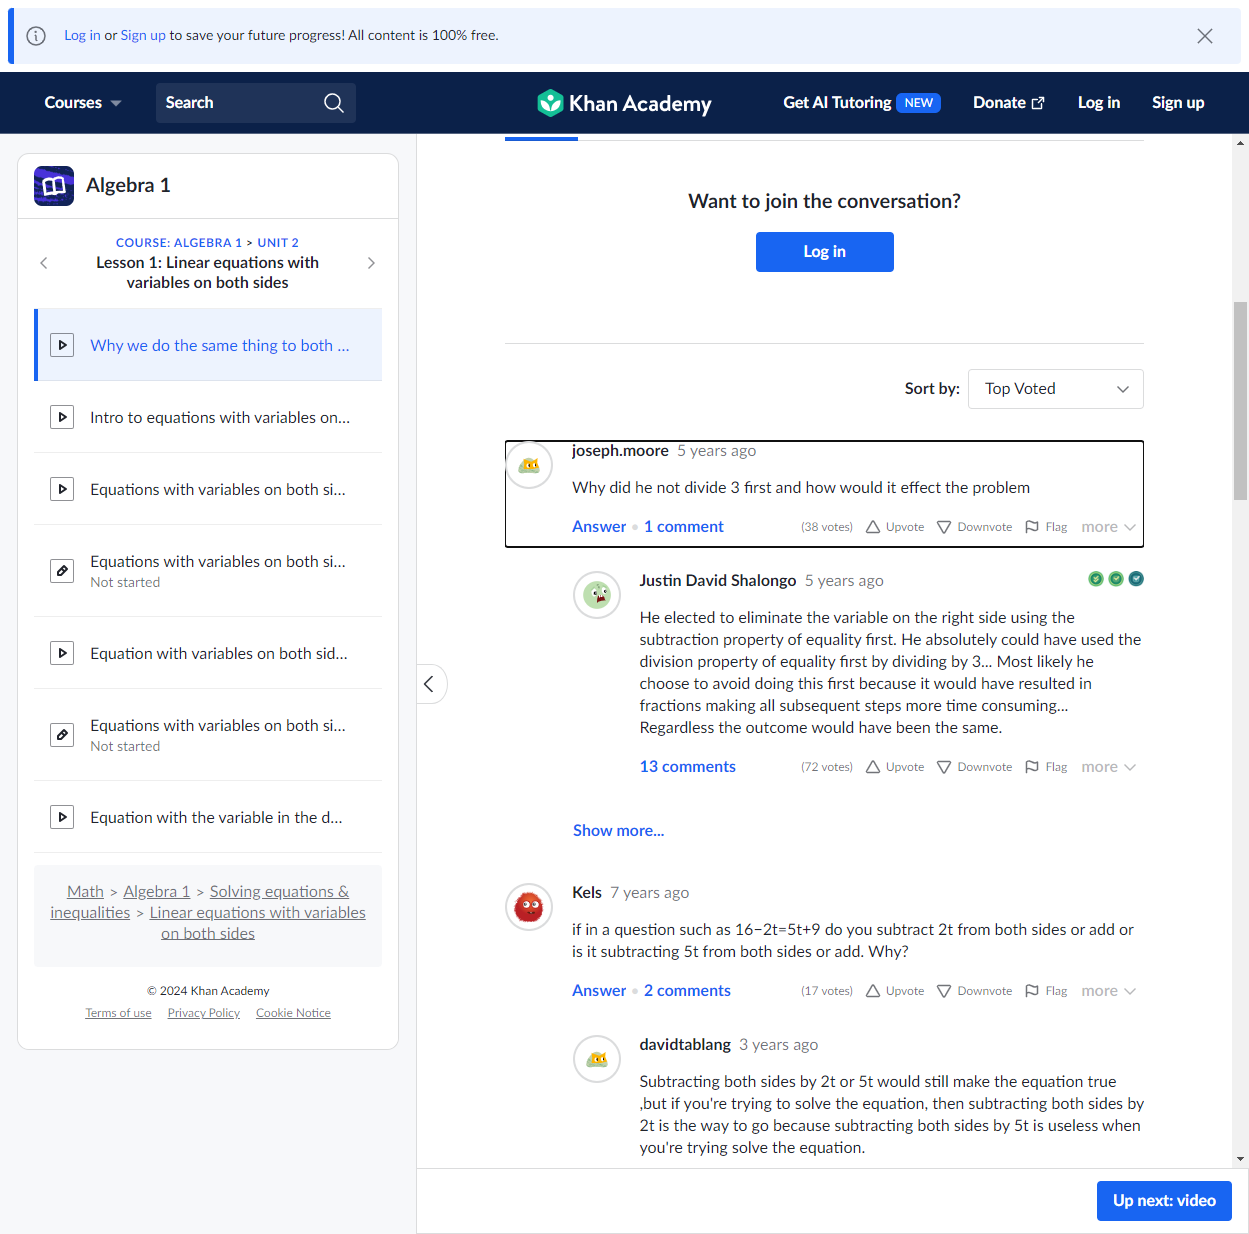 Log in or Sign up to save your future progress! All content is 100% free.
Courses
Search
Khan Academy
Get AI Tutoring NEW
Donate
Log in
Sign up
Algebra 1
COURSE: ALGEBRA 1 > UNIT 2
Lesson 1: Linear equations with
variables on both sides
Why we do the same thing to both ...
Intro to equations with variables on...
Equations with variables on both si...
Equations with variables on both si...
Not started
Equation with variables on both sid...
Equations with variables on both si...
Not started
Equation with the variable in the d...
Math > Algebra 1 > Solving equations &
inequalities > Linear equations with variables
on both sides
© 2024 Khan Academy
Terms of use Privacy Policy Cookie Notice
Want to join the conversation?
Log in
Sort by: Top Voted
joseph.moore 5 years ago
Why did he not divide 3 first and how would it effect the problem
Answer • 1 comment (38 votes) Upvote Downvote Flag more
Justin David Shalongo 5 years ago
He elected to eliminate the variable on the right side using the
subtraction property of equality first. He absolutely could have used the
division property of equality first by dividing by 3... Most likely he
choose to avoid doing this first because it would have resulted in
fractions making all subsequent steps more time consuming...
Regardless the outcome would have been the same.
13 comments (72 votes) Upvote Downvote Flag more
Show more...
Kels 7 years ago
if in a question such as 16−2t=5t+9 do you subtract 2t from both sides or add or
is it subtracting 5t from both sides or add. Why?
Answer • 2 comments (17 votes) Upvote Downvote Flag more
davidtablang 3 years ago
Subtracting both sides by 2t or 5t would still make the equation true
,but if you're trying to solve the equation, then subtracting both sides by
2t is the way to go because subtracting both sides by 5t is useless when
you're trying solve the equation.
Up next: video